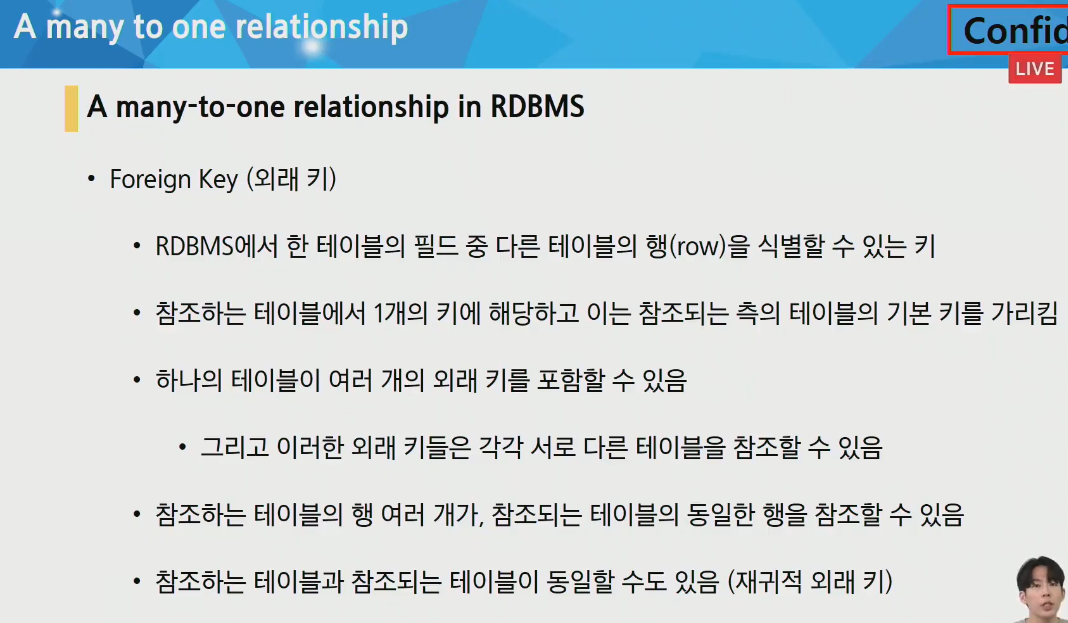 A many to one relationship
Confid
LIVE
A many-to-one relationship in RDBMS
• Foreign Key (외래 키)
• RDBMS에서 한 테이블의 필드 중 다른 테이블의 행(row)을 식별할 수 있는 키
• 참조하는 테이블에서 1개의 키에 해당하고 이는 참조되는 측의 테이블의 기본 키를 가리킴
• 하나의 테이블이 여러 개의 외래 키를 포함할 수 있음
• 그리고 이러한 외래 키들은 각각 서로 다른 테이블을 참조할 수 있음
• 참조하는 테이블의 행 여러 개가, 참조되는 테이블의 동일한 행을 참조할 수 있음
• 참조하는 테이블과 참조되는 테이블이 동일할 수도 있음 (재귀적 외래 키)